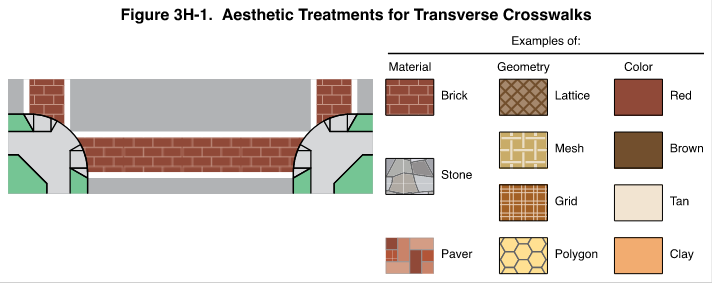 Figure 3H-1. Aesthetic Treatments for Transverse Crosswalks
Examples of:
Material Geometry Color
Brick Lattice Red
Mesh Brown
Stone
Grid Tan
Paver Polygon Clay